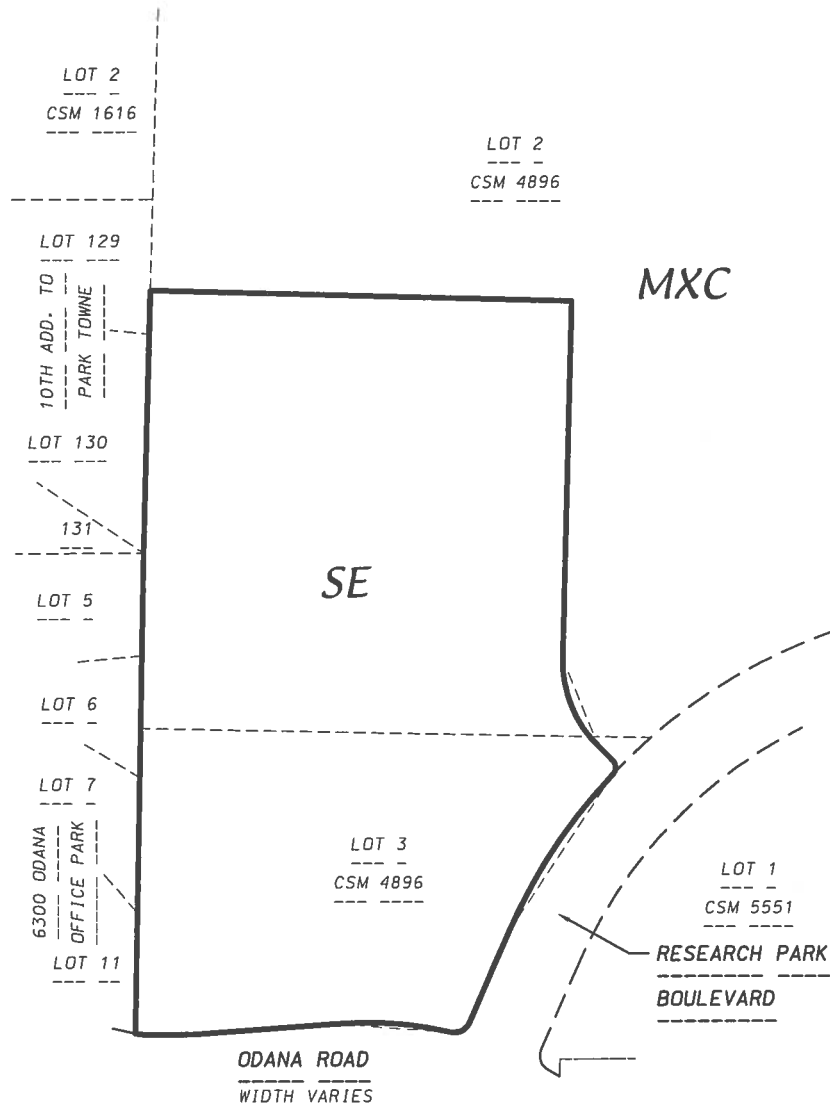 LOT 2
CSM 1616
LOT 2
CSM 4896
LOT 129
MXC
10TH ADD. TO
PARK TOWNE
LOT 130
131
SE
LOT 5
LOT 6
LOT 7
6300 ODANA
OFFICE PARK
LOT 3
CSM 4896
LOT 1
CSM 5551
LOT 11
RESEARCH PARK
BOULEVARD
ODANA ROAD
WIDTH VARIES